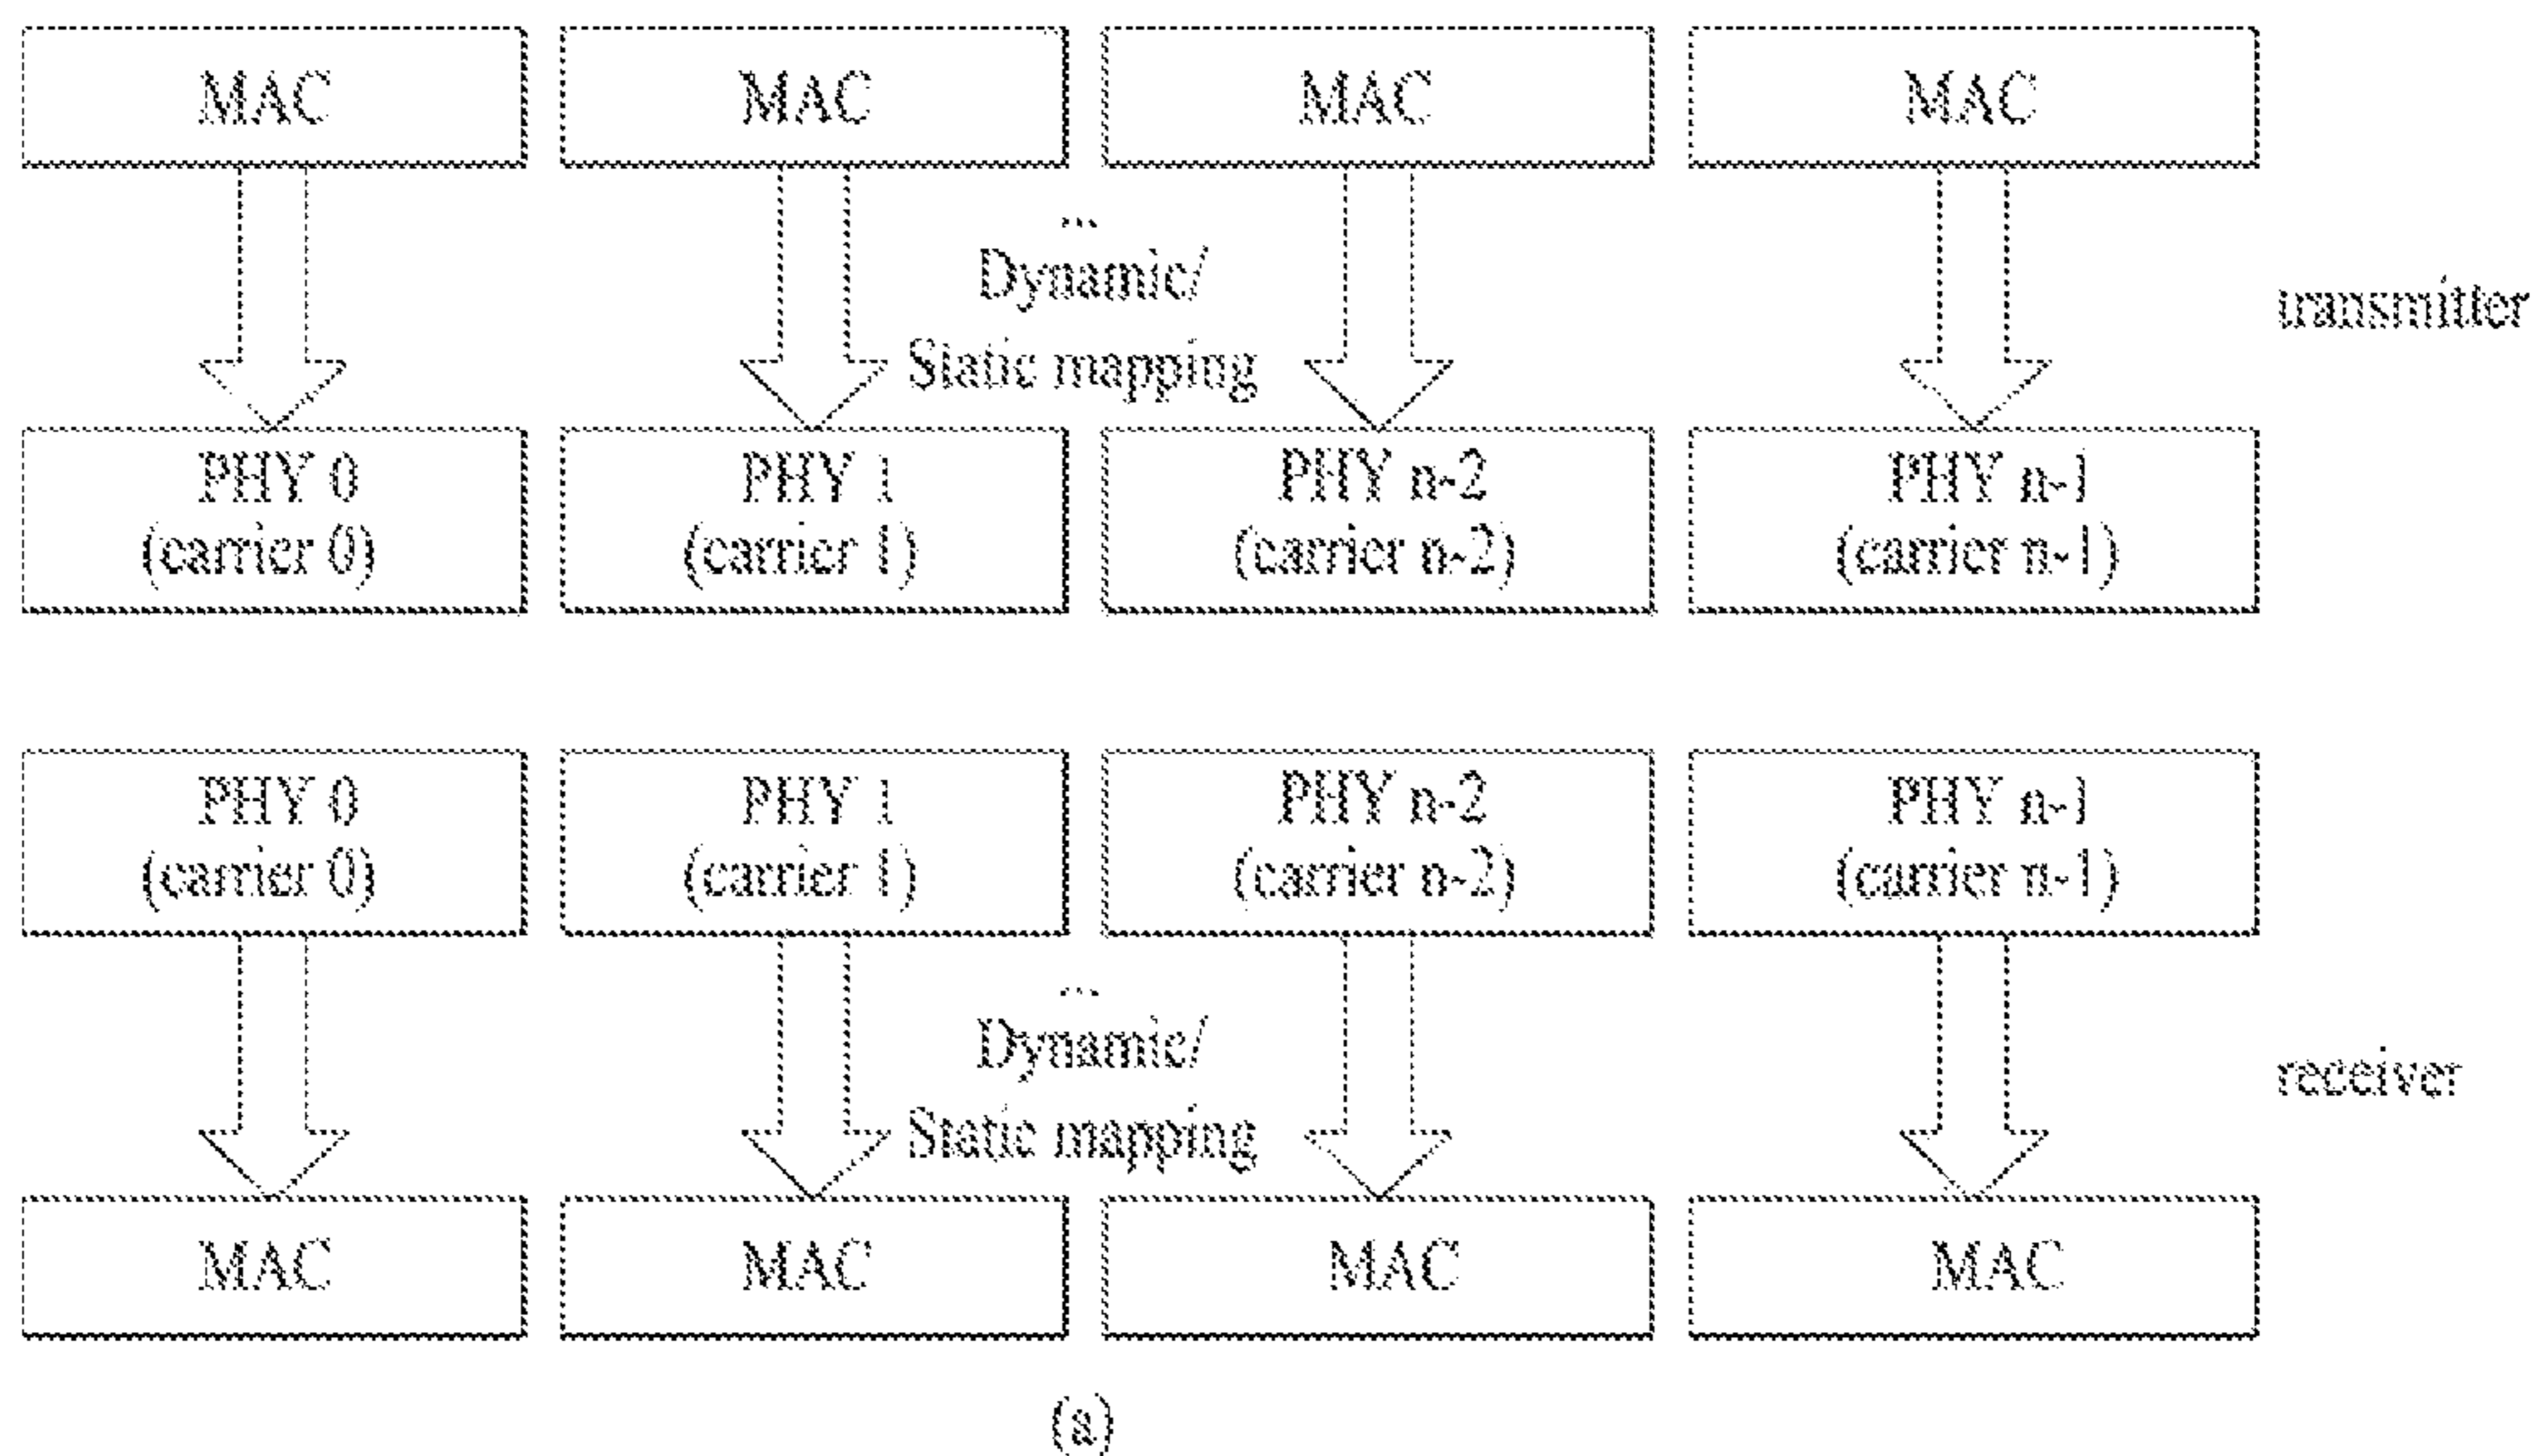 MAC MAC MAC MAC
...
Dynamic/
transmitter
Static mapping
PHY 0 PHY 1 PHY n-2 PHY n-1
(carrier 0) (carrier 1) (carrier n-2) (carrier n-1)
PHY 0 PHY 1 PHY n-2 PHY n-1
(carrier 0) (carrier 1) (carrier n-2) (carrier n-1)
...
Dynamic/
receiver
Static mapping
MAC MAC MAC MAC
(a)